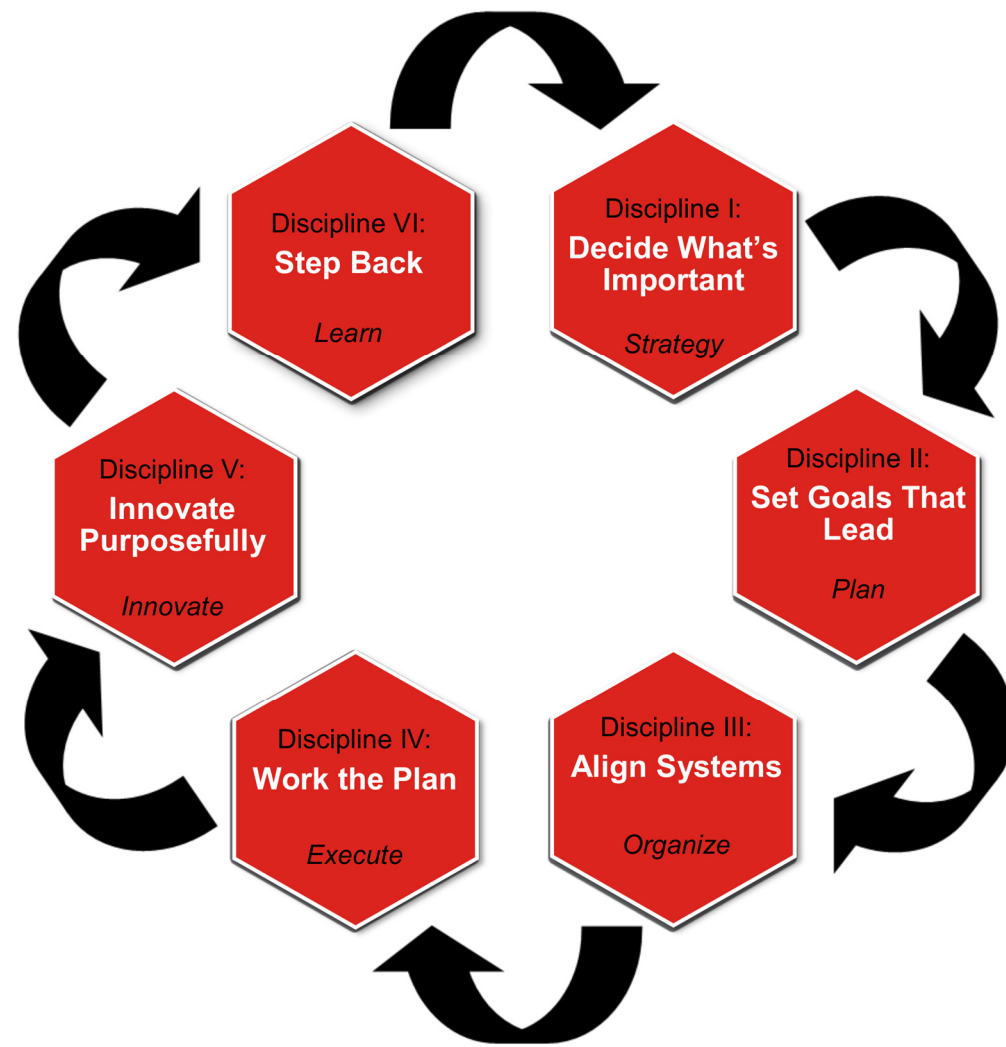 Discipline I:
Decide What’s
Important
Strategy
Discipline II:
Set Goals That
Lead
Plan
Discipline III:
Align Systems
Organize
Discipline IV:
Work the Plan
Execute
Discipline V:
Innovate
Purposefully
Innovate
Discipline VI:
Step Back
Learn